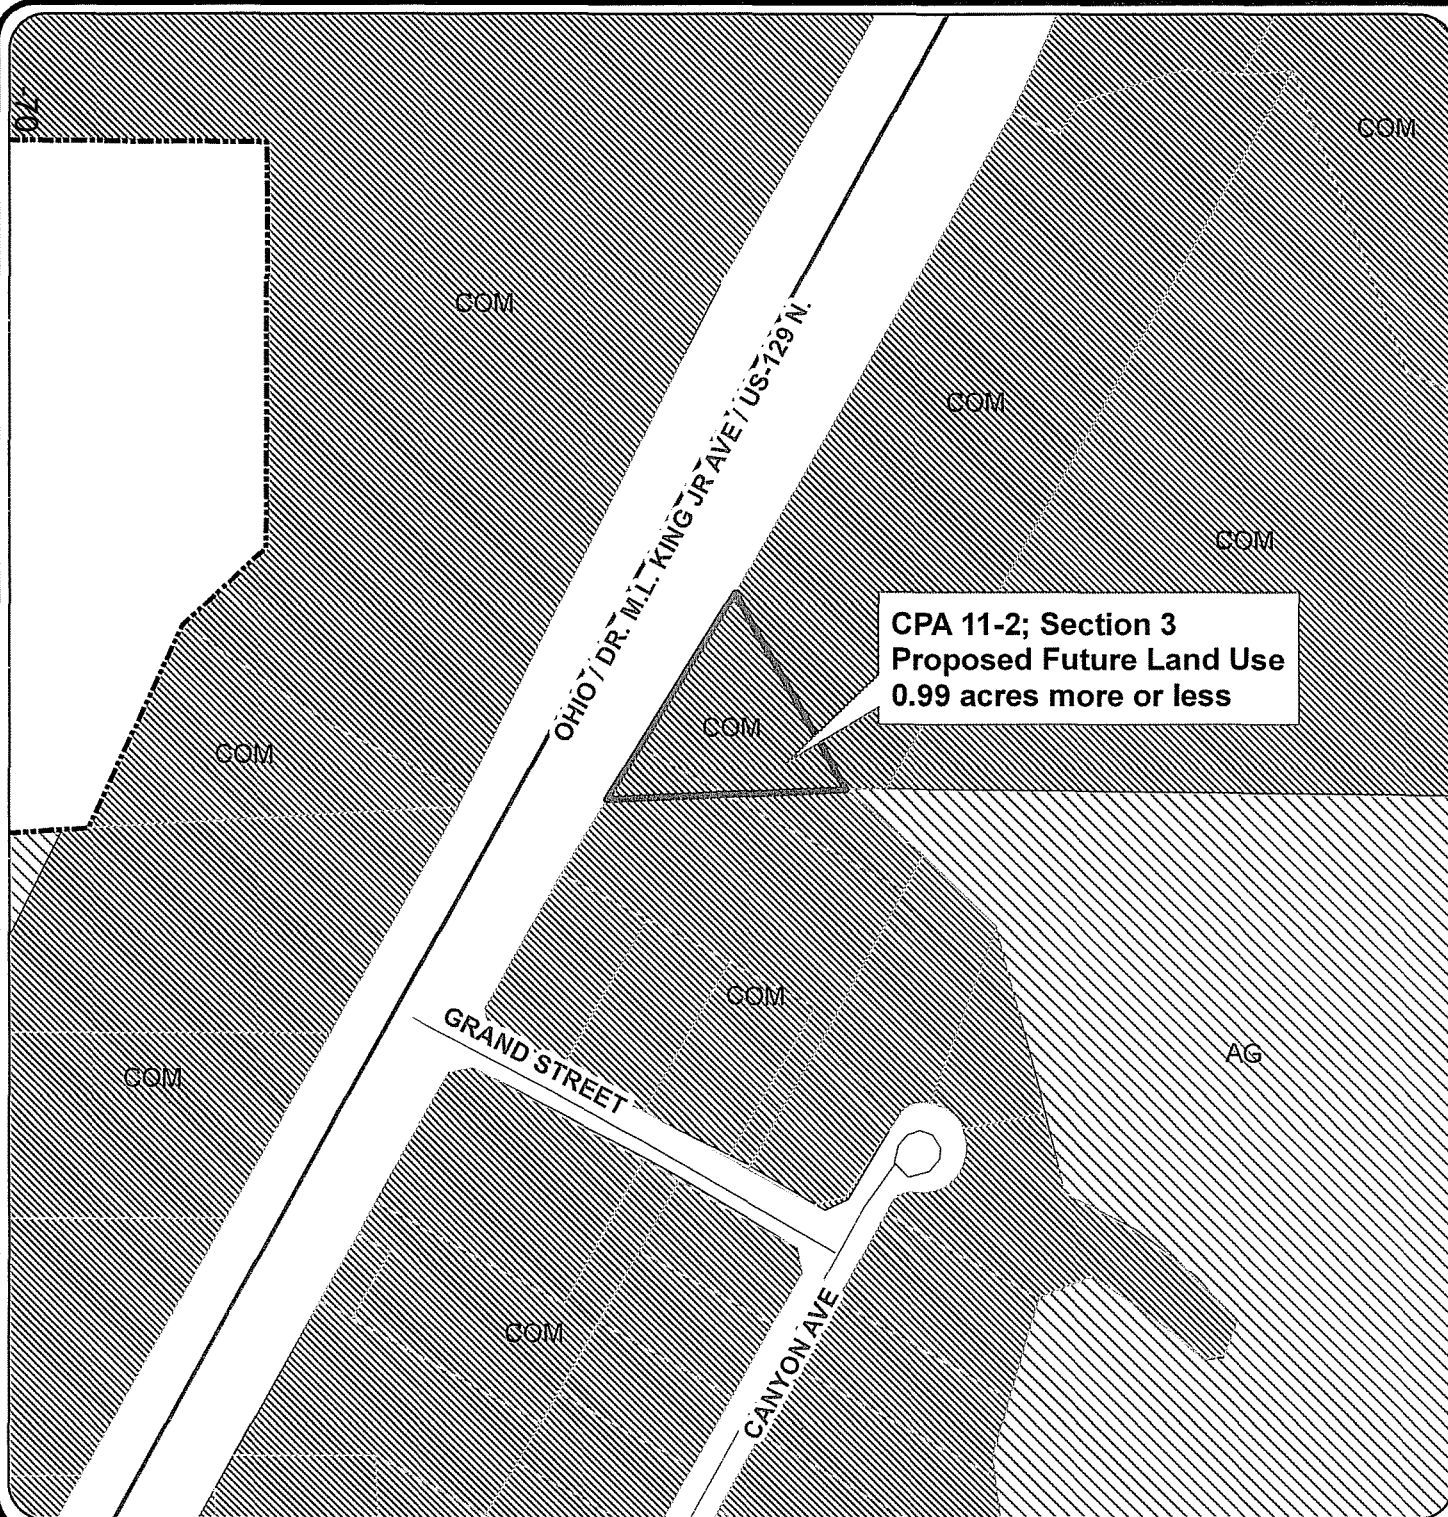 COM
COM
OHIO / DR. M.L. KING JR AVE / US-129 N.
COM
COM
CPA 11-2; Section 3
Proposed Future Land Use
0.99 acres more or less
COM
COM
COM
GRAND STREET
AG
COM
COM
CANYON AVE